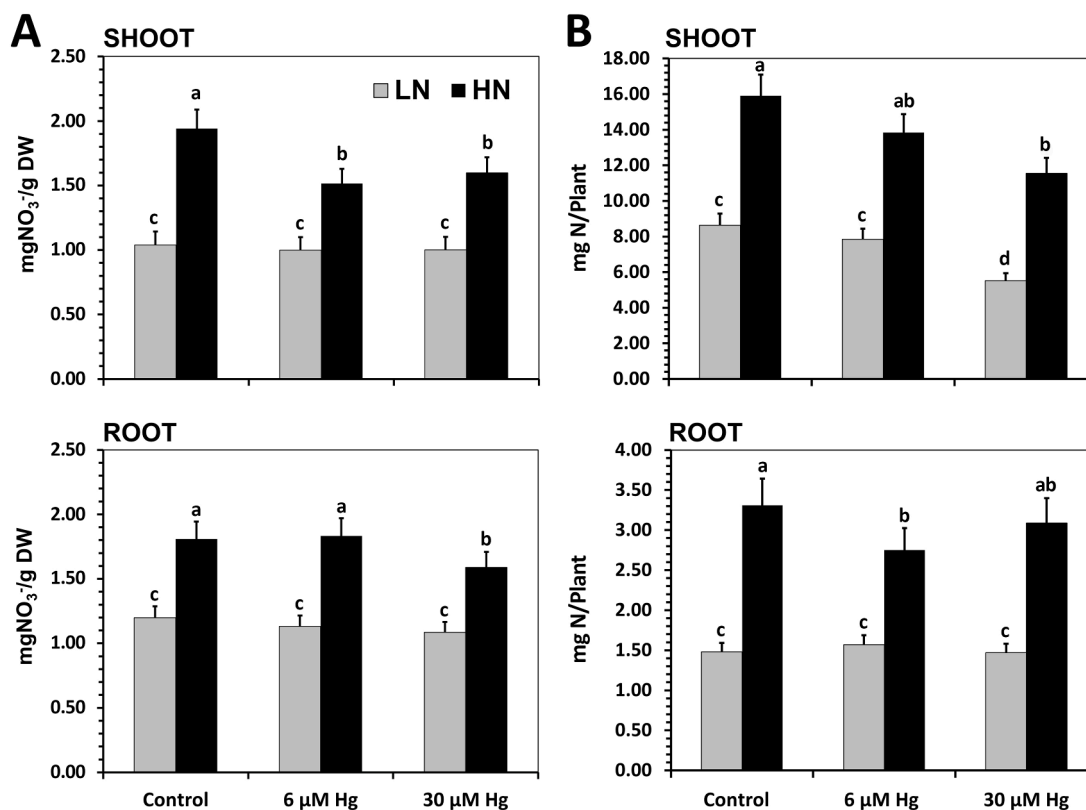 A
SHOOT
mgNO₃⁻/g DW
2.50
2.00
1.50
1.00
0.50
0.00
LN HN
c a c b c b
ROOT
mgNO₃⁻/g DW
2.50
2.00
1.50
1.00
0.50
0.00
c a c a c b
Control 6 µM Hg 30 µM Hg
B
SHOOT
mg N/Plant
18.00
16.00
14.00
12.00
10.00
8.00
6.00
4.00
2.00
0.00
c a c ab d b
ROOT
mg N/Plant
4.00
3.50
3.00
2.50
2.00
1.50
1.00
0.50
0.00
c a c b c ab
Control 6 µM Hg 30 µM Hg